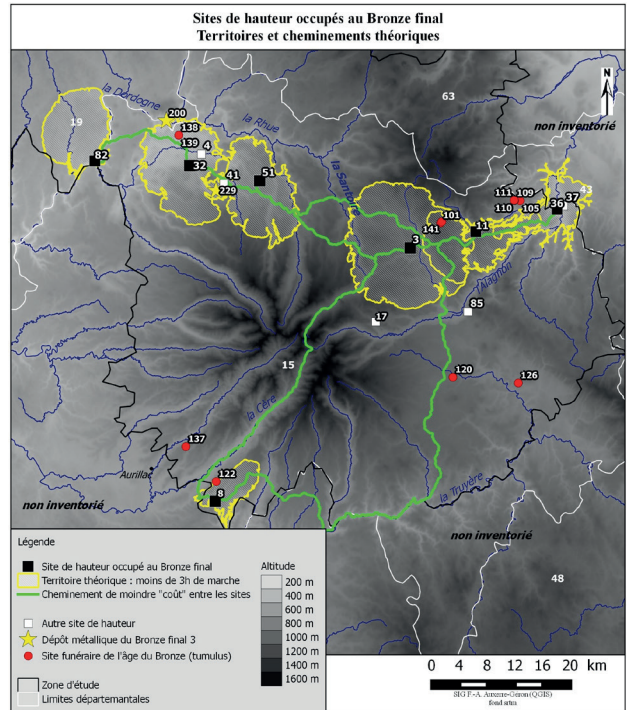 Sites de hauteur occupés au Bronze final
Territoires et cheminements théoriques
la Dordogne
la Rhue
la Santoire
63
N
non inventorié
19
200
138
139
4
82
32
41
229
51
111
109
110
105
43
36
37
101
141
11
3
l'Alagnon
17
85
15
120
126
la Cère
137
Aurillac
122
8
la Truyère
non inventorié
non inventorié
48
Légende
Site de hauteur occupé au Bronze final
Territoire théorique : moins de 3h de marche
Cheminement de moindre "coût" entre les sites
Autre site de hauteur
Dépôt métallique du Bronze final 3
Site funéraire de l'âge du Bronze (tumulus)
Zone d'étude
Limites départementales
Altitude
200 m
400 m
600 m
800 m
1000 m
1200 m
1400 m
1600 m
0 4 8 12 16 20 km
SIG F.-A. Auxerre-Géron (QGIS)
fond srtm